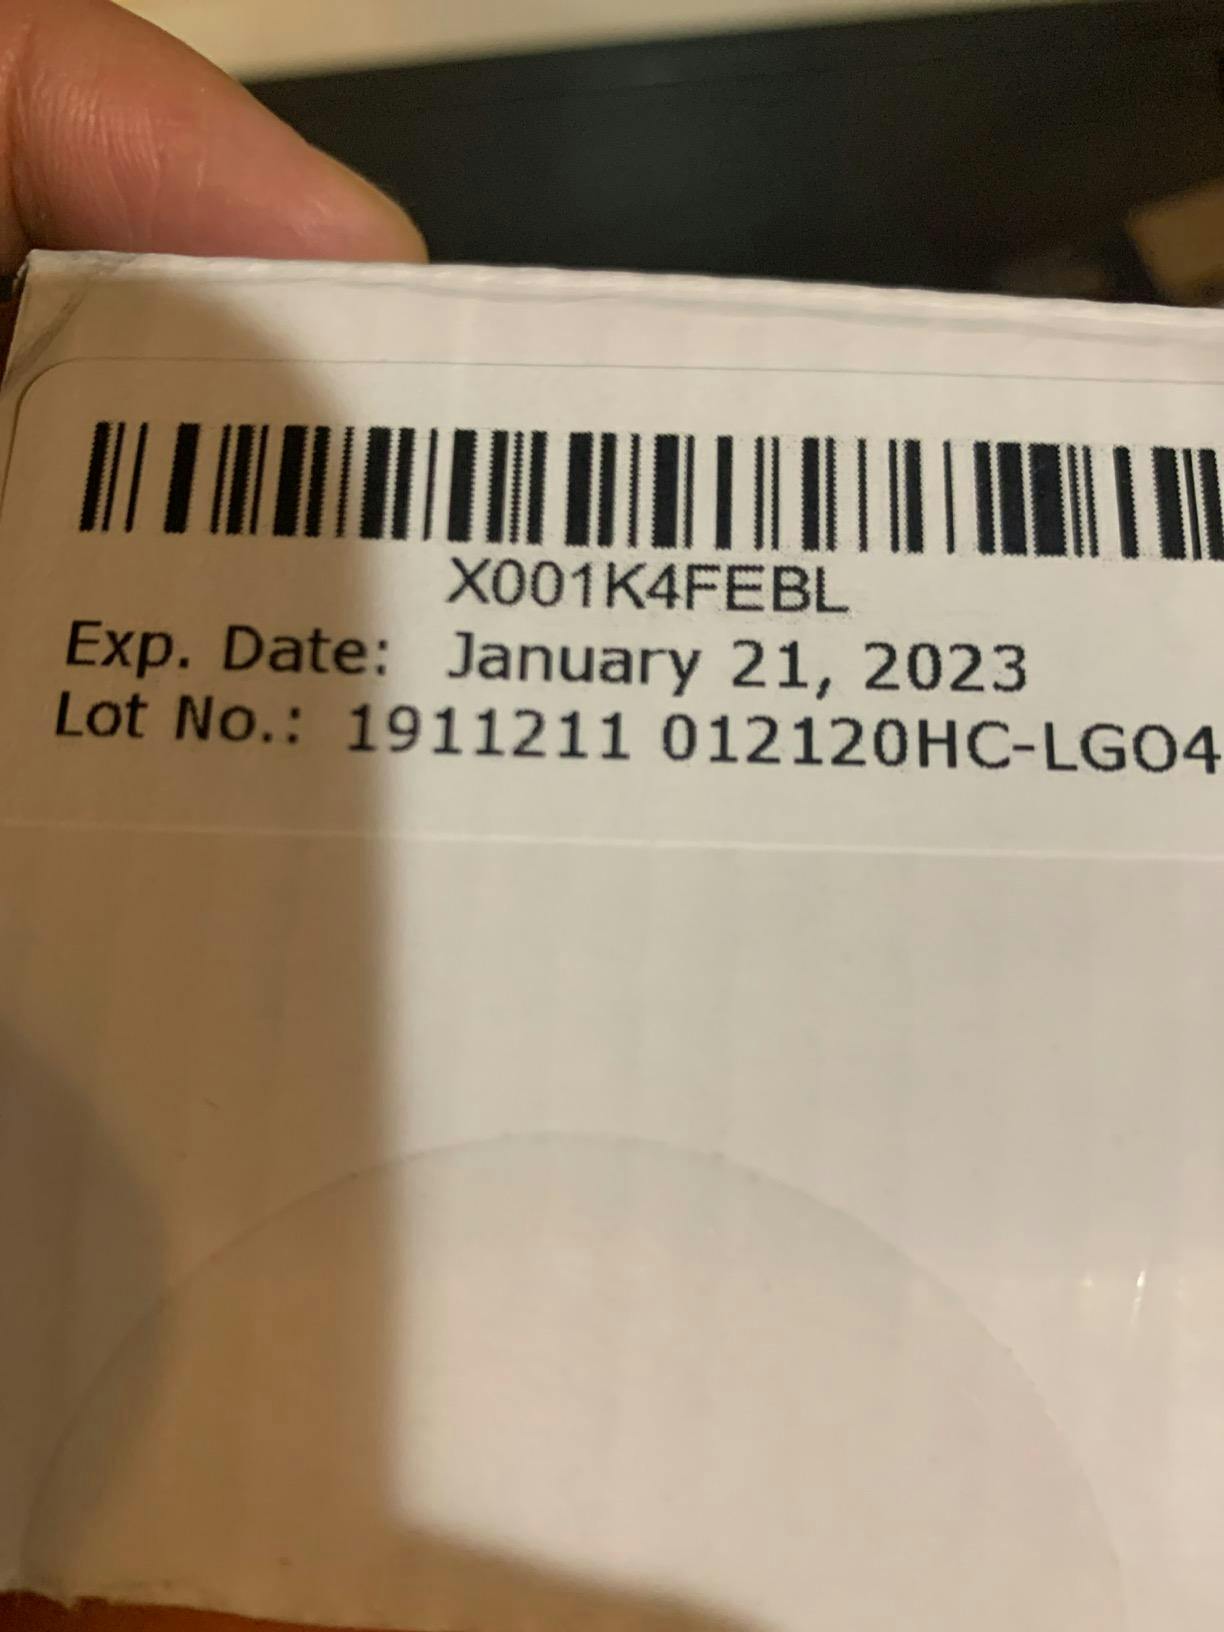 X001K4FEBL
Exp. Date: January 21, 2023
Lot No.: 1911211 012120HC-LGO4